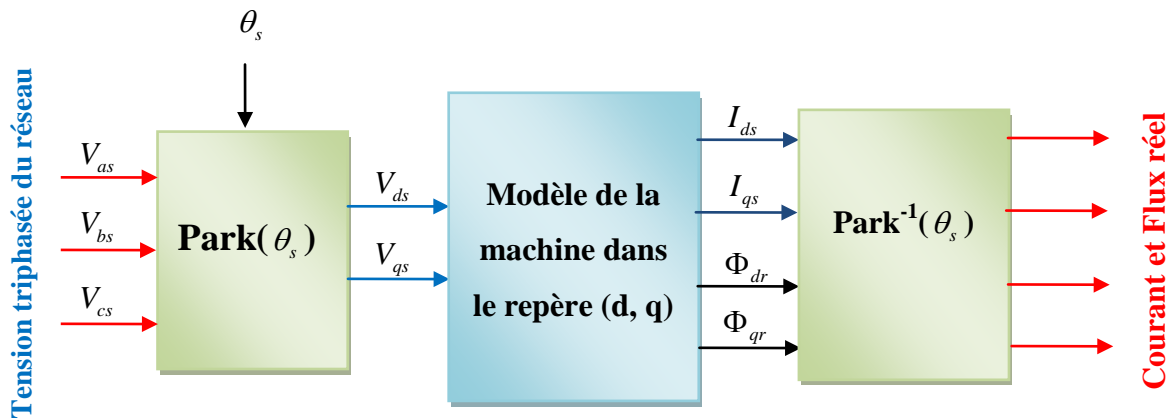 θs
Tension triphasée du réseau
Vas
Vbs
Vcs
Park(θs)
Vds
Vqs
Modèle de la
machine dans
le repère (d, q)
Ids
Iqs
Φdr
Φqr
Park⁻¹(θs)
Courant et Flux réel